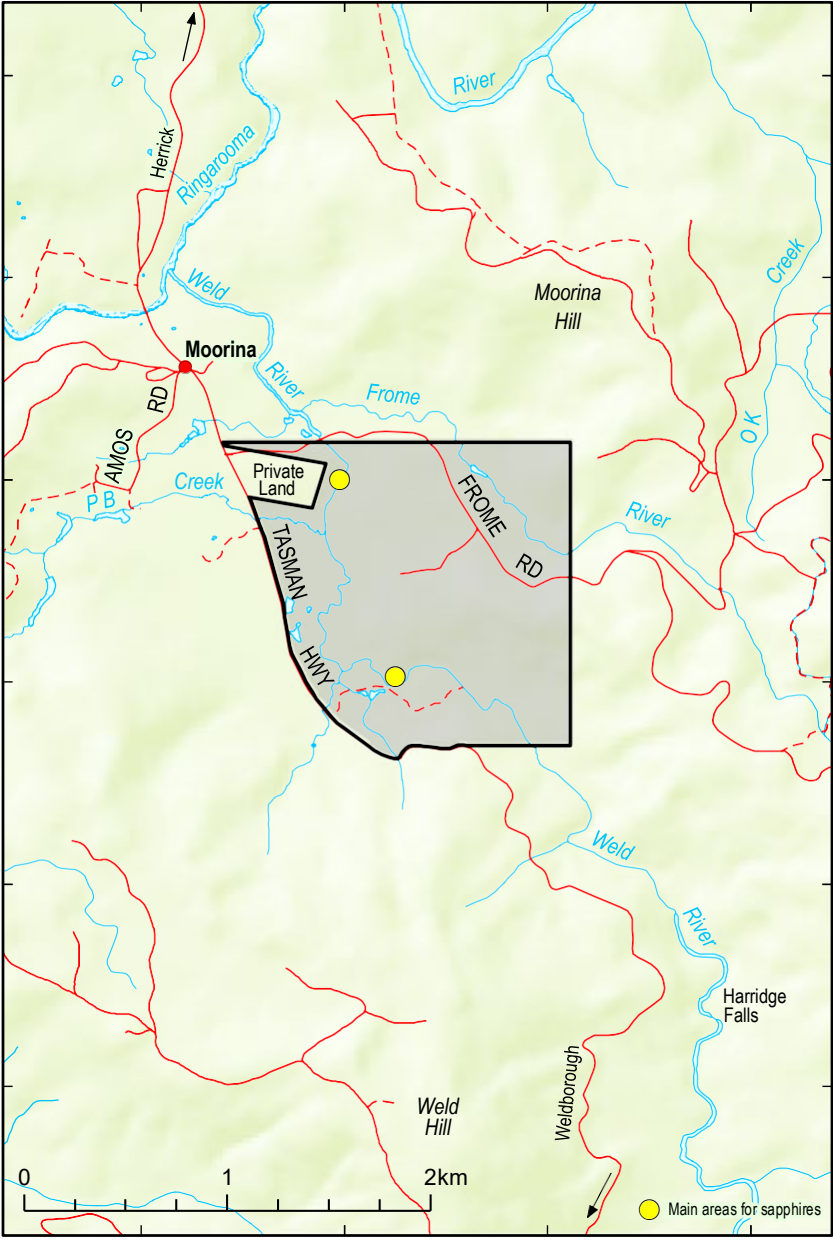 River
Herrick
Ringarooma
Creek
Weld
Moorina
Hill
Moorina
River
Frome
RD
AMOS
O K
Private
Land
Creek
P B
FROME
River
TASMAN
RD
HWY
Weld
River
Harridge
Falls
Weldborough
Weld
Hill
0 1 2km
Main areas for sapphires